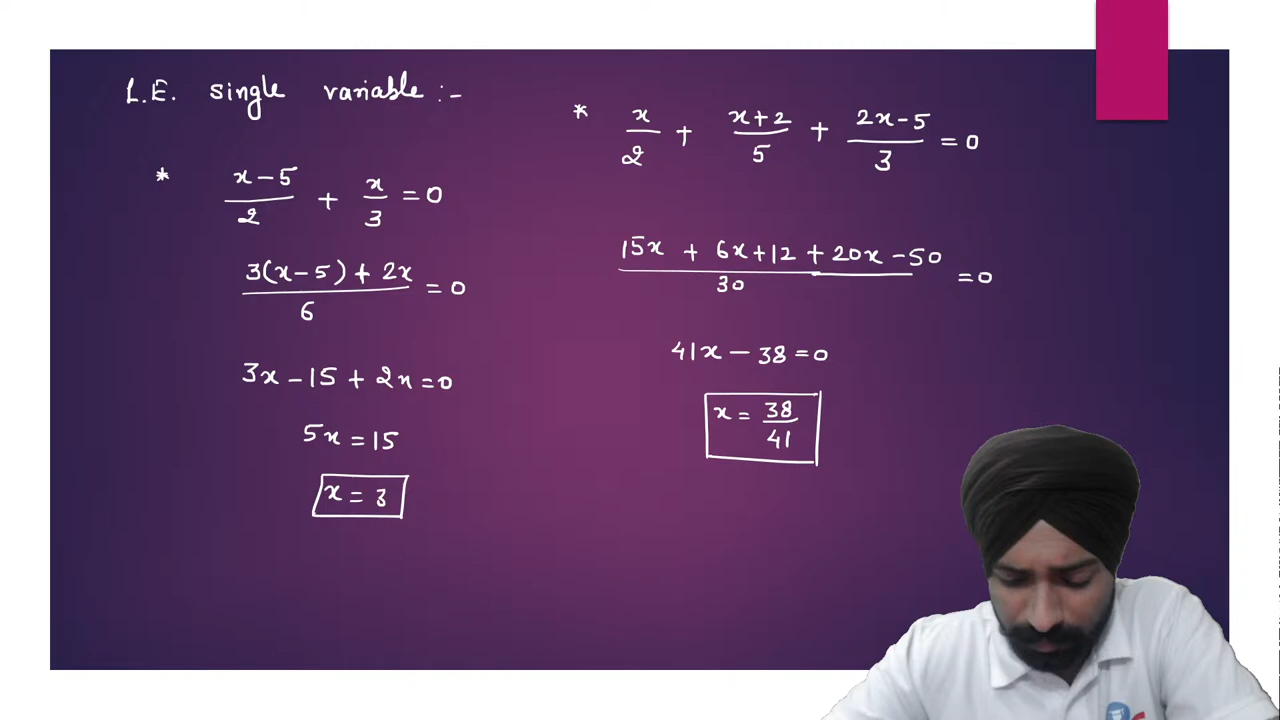 L.E. single variable :-
* (x-5)/2 + x/3 = 0
(3(x-5) + 2x)/6 = 0
3x - 15 + 2x = 0
5x = 15
x = 3
* x/2 + (x+2)/5 + (2x-5)/3 = 0
(15x + 6x+12 + 20x - 50)/30 = 0
41x - 38 = 0
x = 38/41